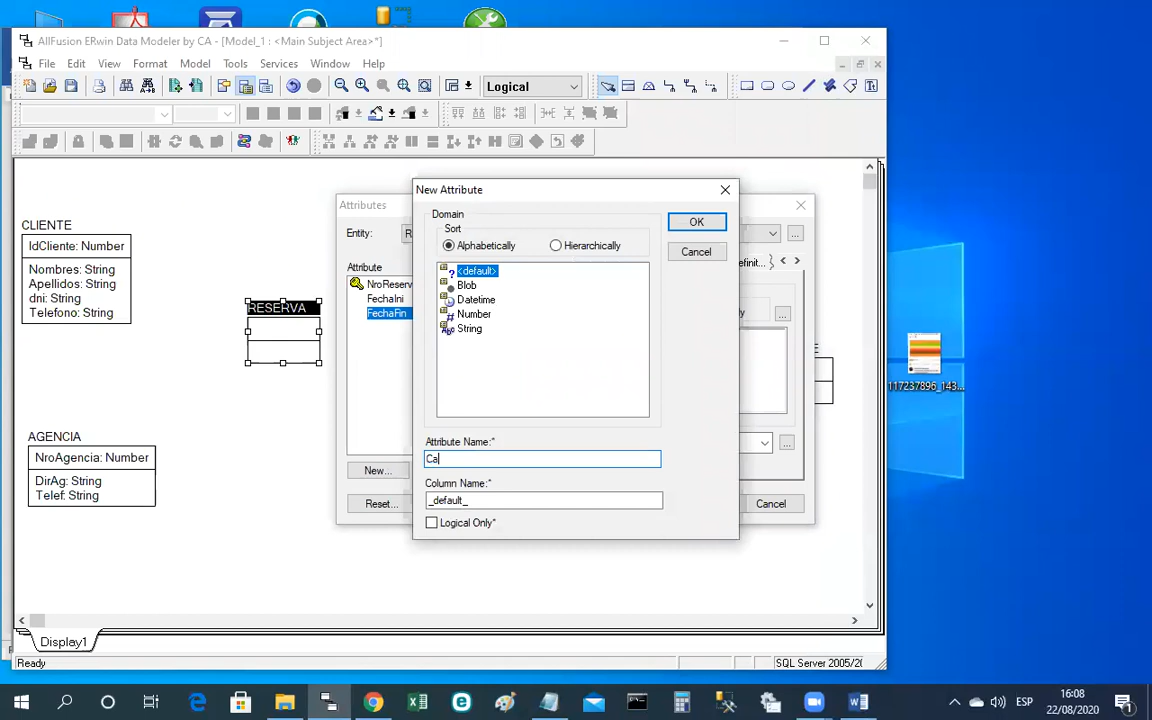 AllFusion ERwin Data Modeler by CA - [Model_1 : <Main Subject Area>*]
File Edit View Format Model Tools Services Window Help
Logical
CLIENTE
IdCliente: Number
Nombres: String
Apellidos: String
dni: String
Telefono: String
RESERVA
AGENCIA
NroAgencia: Number
DirAg: String
Telef: String
Attributes
Entity:
R
Attribute
NroReserv
FechaIni
FechaFin
New...
Reset...
Cancel
efinit...
y
E
New Attribute
Domain
Sort
Alphabetically
Hierarchically
<default>
Blob
Datetime
Number
String
OK
Cancel
Attribute Name:*
Ca
Column Name:*
_default_
Logical Only*
Display1
Ready
SQL Server 2005/20
117237896_143...
ESP
16:08
22/08/2020